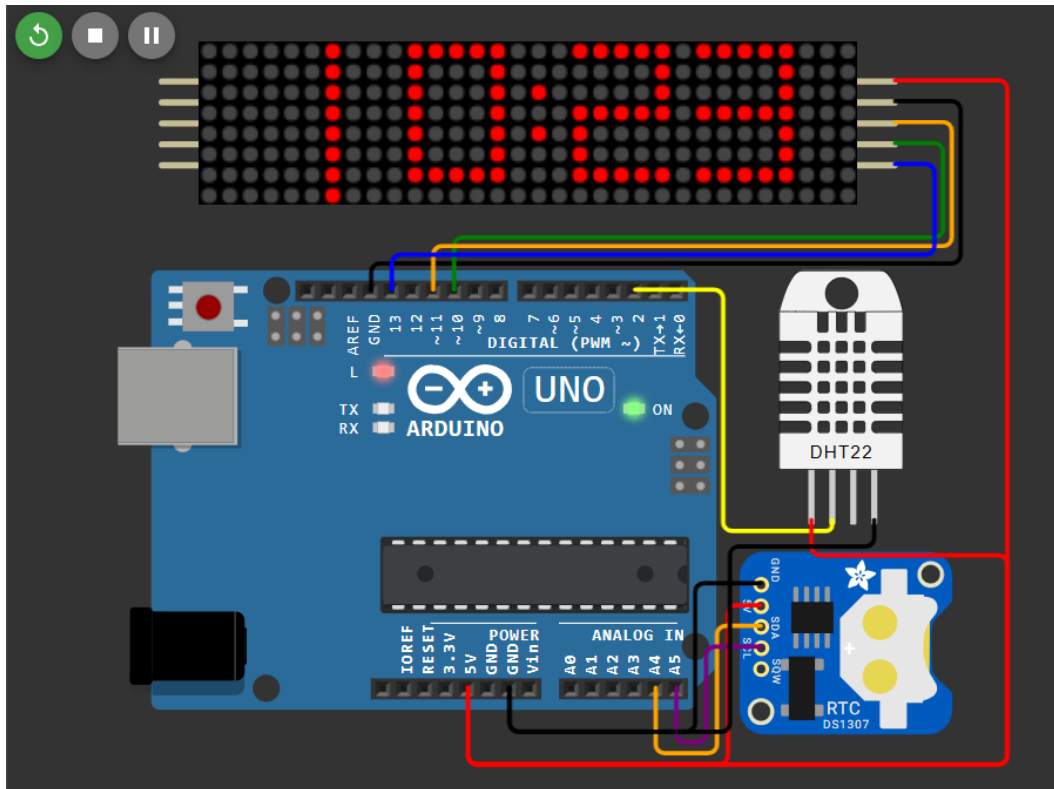 10:23
AREF
GND
13
12
~11
~10
~9
8
7
~6
~5
4
~3
2
TX→1
RX←0
DIGITAL (PWM ~)
L
TX
RX
UNO
ON
ARDUINO
DHT22
IOREF
RESET
3.3V
5V
GND
GND
Vin
POWER
ANALOG IN
A0
A1
A2
A3
A4
A5
GND
5V
SDA
SCL
SQW
RTC
DS1307